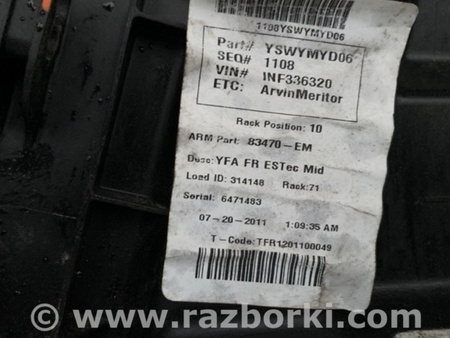 1108YSWYMYD06
Part# YSWYMYD06
SEQ# 1108
VIN# INF336320
ETC: ArvinMeritor
Rack Position: 10
ARM Part: 83470-EM
Desc: YFA FR ESTec Mid
Load ID: 314148 Rack: 71
Serial: 6471483
07-20-2011 1:09:35 AM
T-Code: TFR1201100049
www.razborki.com